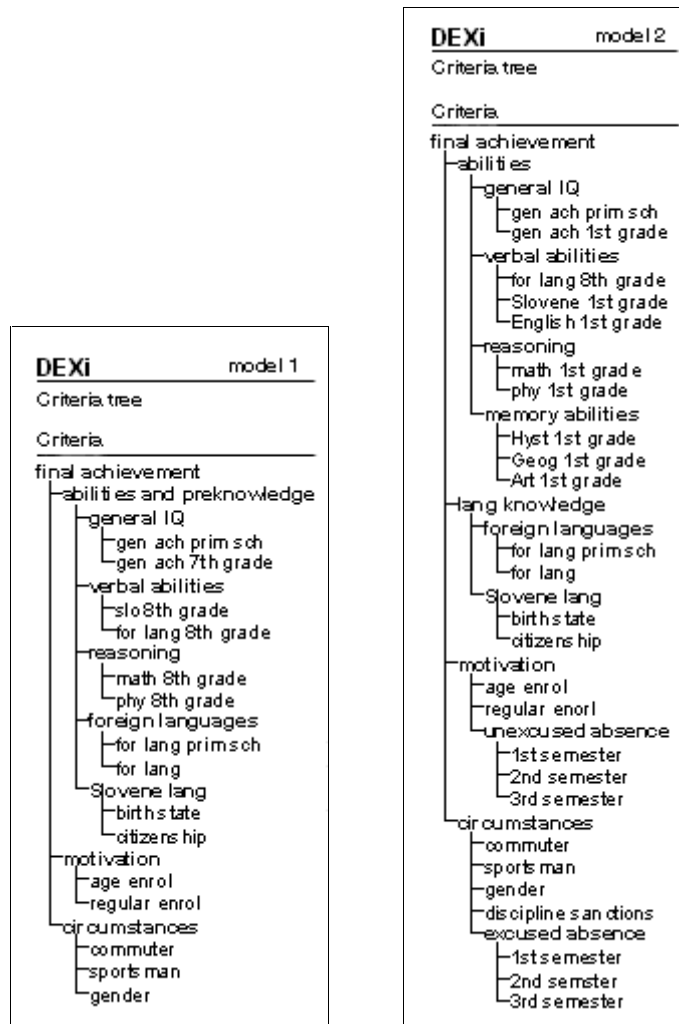 DEXi model 1
Criteria tree
Criteria
final achievement
abilities and preknowledge
general IQ
gen ach prim sch
gen ach 7th grade
verbal abilities
slo8th grade
for lang 8th grade
reasoning
math 8th grade
phy 8th grade
foreign languages
for lang prim sch
for lang
Slovene lang
birth state
citizenship
motivation
age enrol
regular enrol
circumstances
commuter
sportsman
gender
DEXi model 2
Criteria tree
Criteria
final achievement
abilities
general IQ
gen ach prim sch
gen ach 1st grade
verbal abilities
for lang 8th grade
Slovene 1st grade
English 1st grade
reasoning
math 1st grade
phy 1st grade
memory abilities
Hyst 1st grade
Geog 1st grade
Art 1st grade
lang knowledge
foreign languages
for lang prim sch
for lang
Slovene lang
birth state
citizenship
motivation
age enrol
regular enorl
unexcused absence
1st semester
2nd semester
3rd semester
circumstances
commuter
sportsman
gender
discipline sanctions
excused absence
1st semester
2nd semster
3rd semester